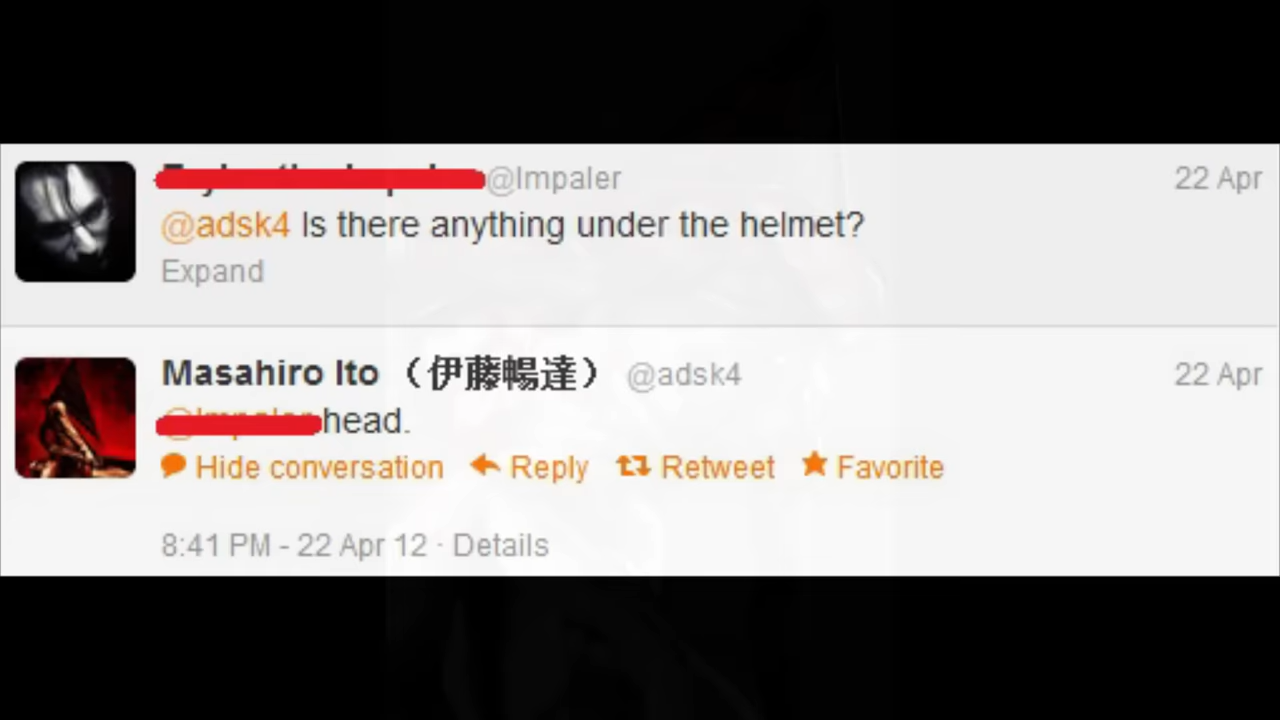 @Impaler
22 Apr
@adsk4 Is there anything under the helmet?
Expand
Masahiro Ito （伊藤暢達） @adsk4
22 Apr
head.
Hide conversation Reply Retweet Favorite
8:41 PM - 22 Apr 12 · Details